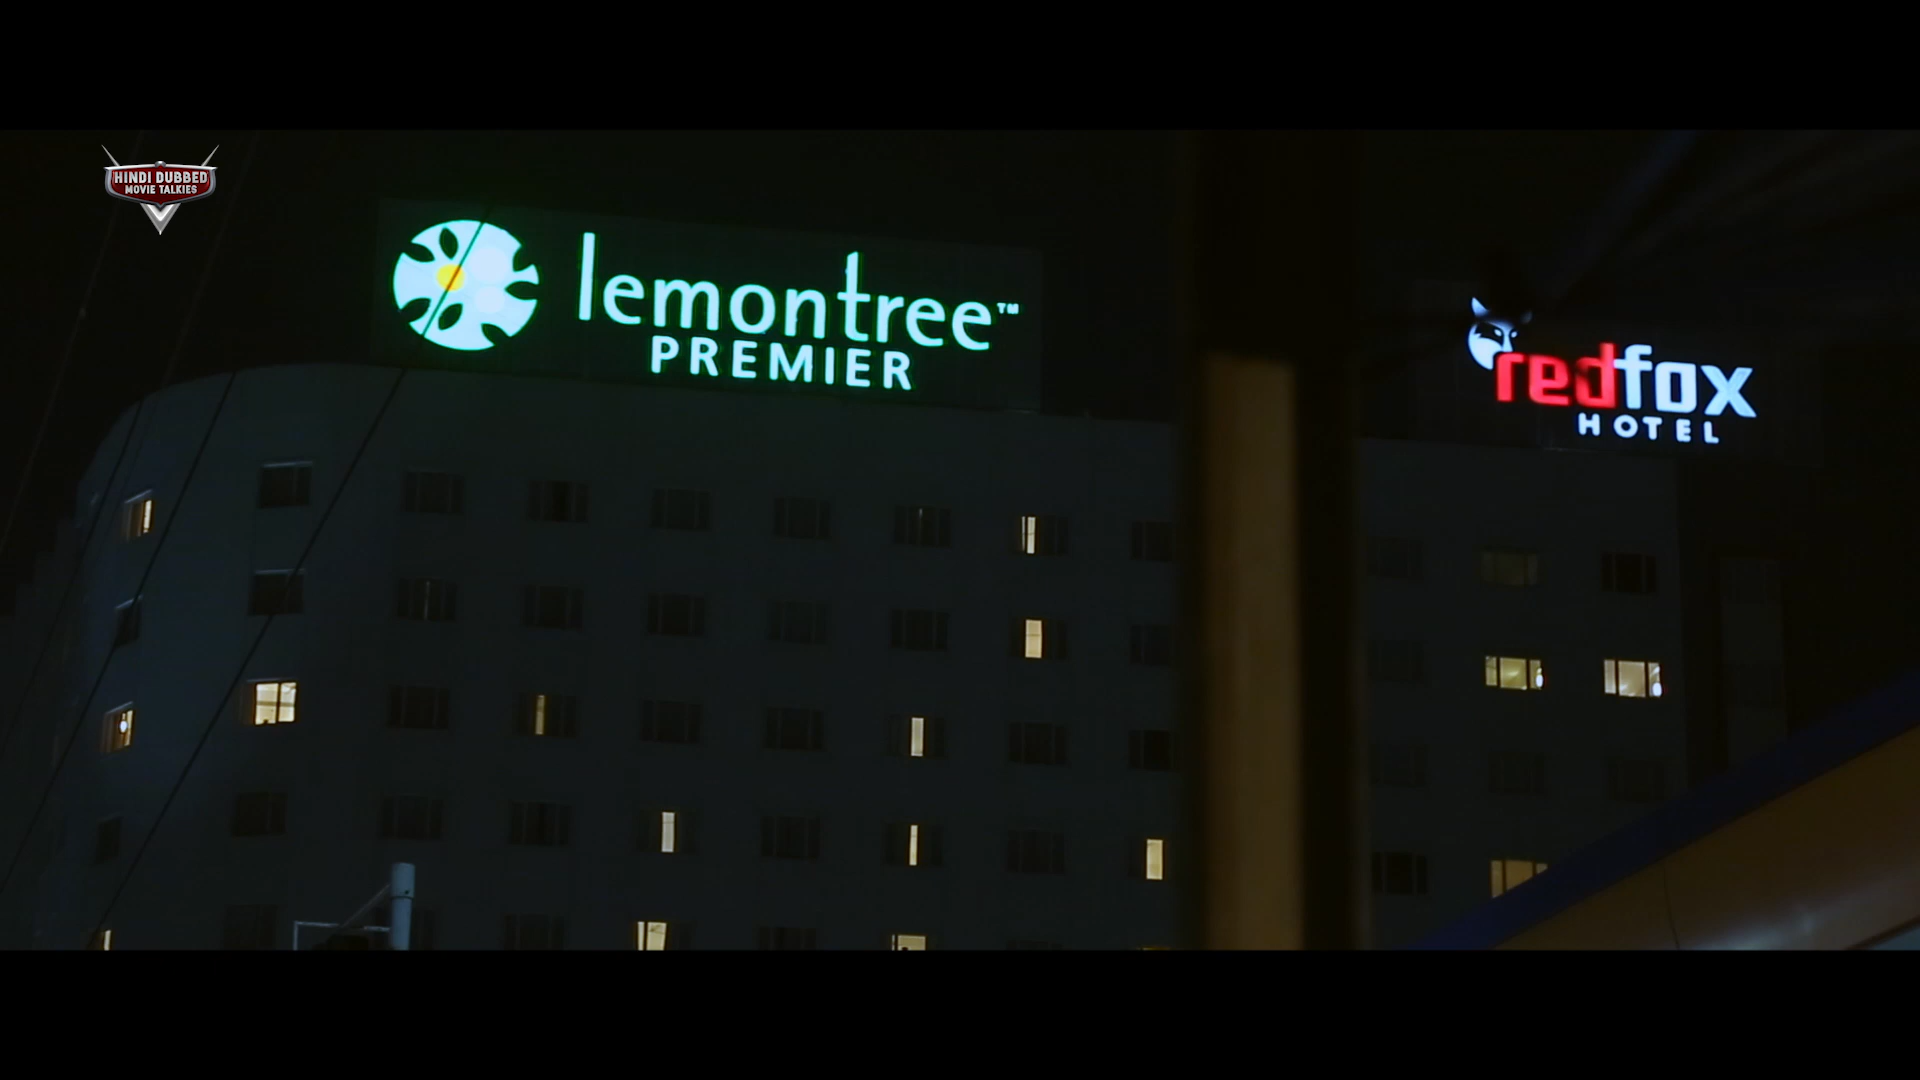 HINDI DUBBED
MOVIE TALKIES
lemontree™
PREMIER
redfox
HOTEL